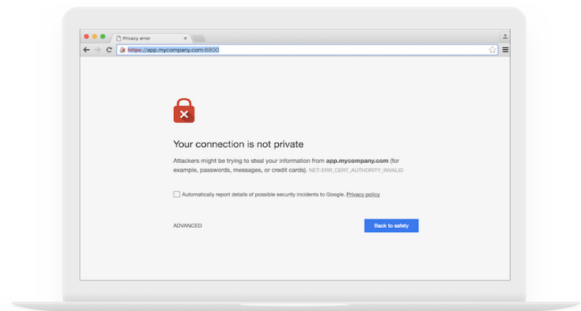 Privacy error
https://app.mycompany.com:8800
Your connection is not private
Attackers might be trying to steal your information from app.mycompany.com (for
example, passwords, messages, or credit cards). NET::ERR_CERT_AUTHORITY_INVALID
Automatically report details of possible security incidents to Google. Privacy policy
ADVANCED
Back to safety